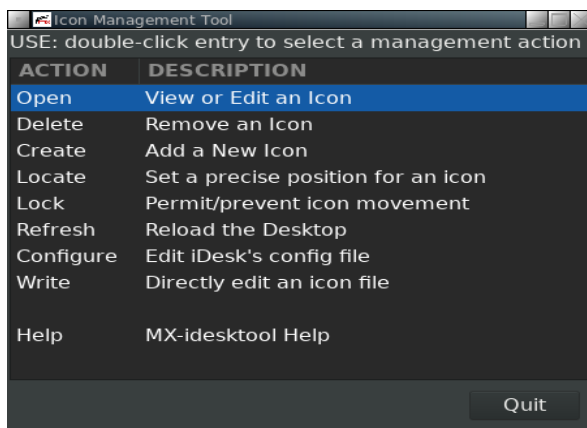 Icon Management Tool
USE: double-click entry to select a management action
ACTION DESCRIPTION
Open View or Edit an Icon
Delete Remove an Icon
Create Add a New Icon
Locate Set a precise position for an icon
Lock Permit/prevent icon movement
Refresh Reload the Desktop
Configure Edit iDesk's config file
Write Directly edit an icon file
Help MX-idesktool Help
Quit